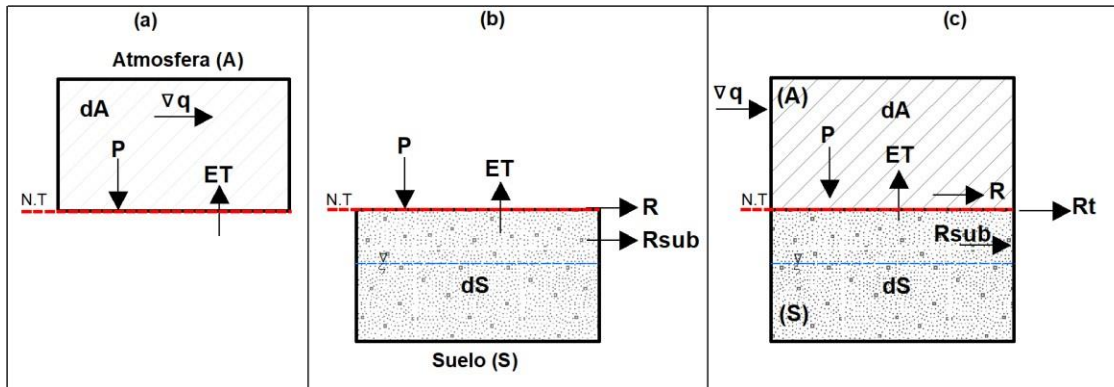 (a)
Atmosfera (A)
dA
∇q
P
ET
N.T
(b)
P
ET
N.T
R
Rsub
dS
Suelo (S)
(c)
∇q
(A)
dA
P
ET
R
N.T
Rt
Rsub
dS
(S)